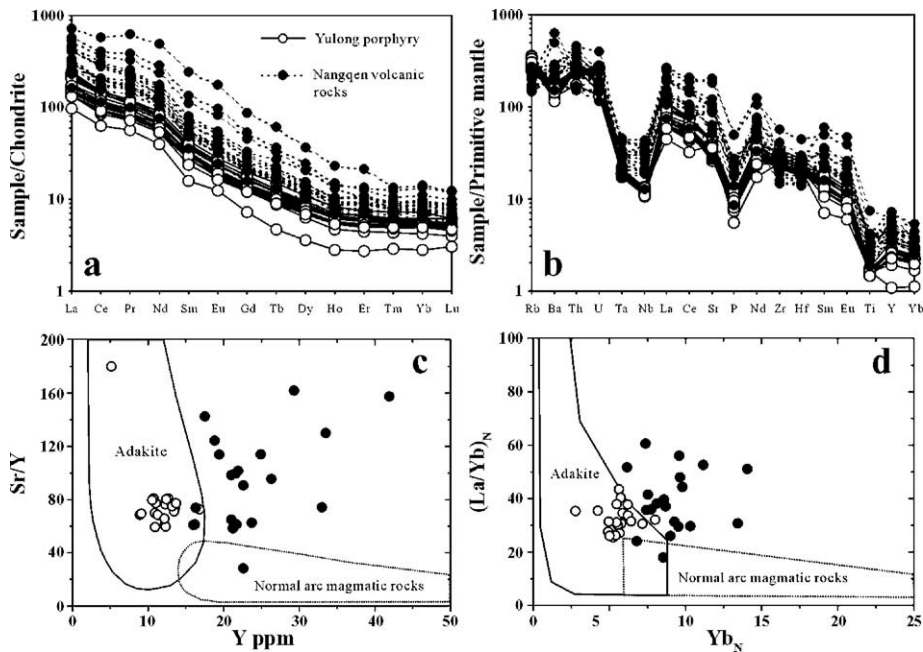 a
Sample/Chondrite
1000
100
10
1
Yulong porphyry
Nangqen volcanic
rocks
La Ce Pr Nd Sm Eu Gd Tb Dy Ho Er Tm Yb Lu
b
Sample/Primitive mantle
1000
100
10
1
Rb Ba Th U Ta Nb La Ce Sr P Nd Zr Hf Sm Eu Ti Y Yb
c
Sr/Y
200
160
120
80
40
0
Adakite
Normal arc magmatic rocks
0 10 20 30 40 50
Y ppm
d
(La/Yb)N
100
80
60
40
20
0
Adakite
Normal arc magmatic rocks
0 5 10 15 20 25
YbN